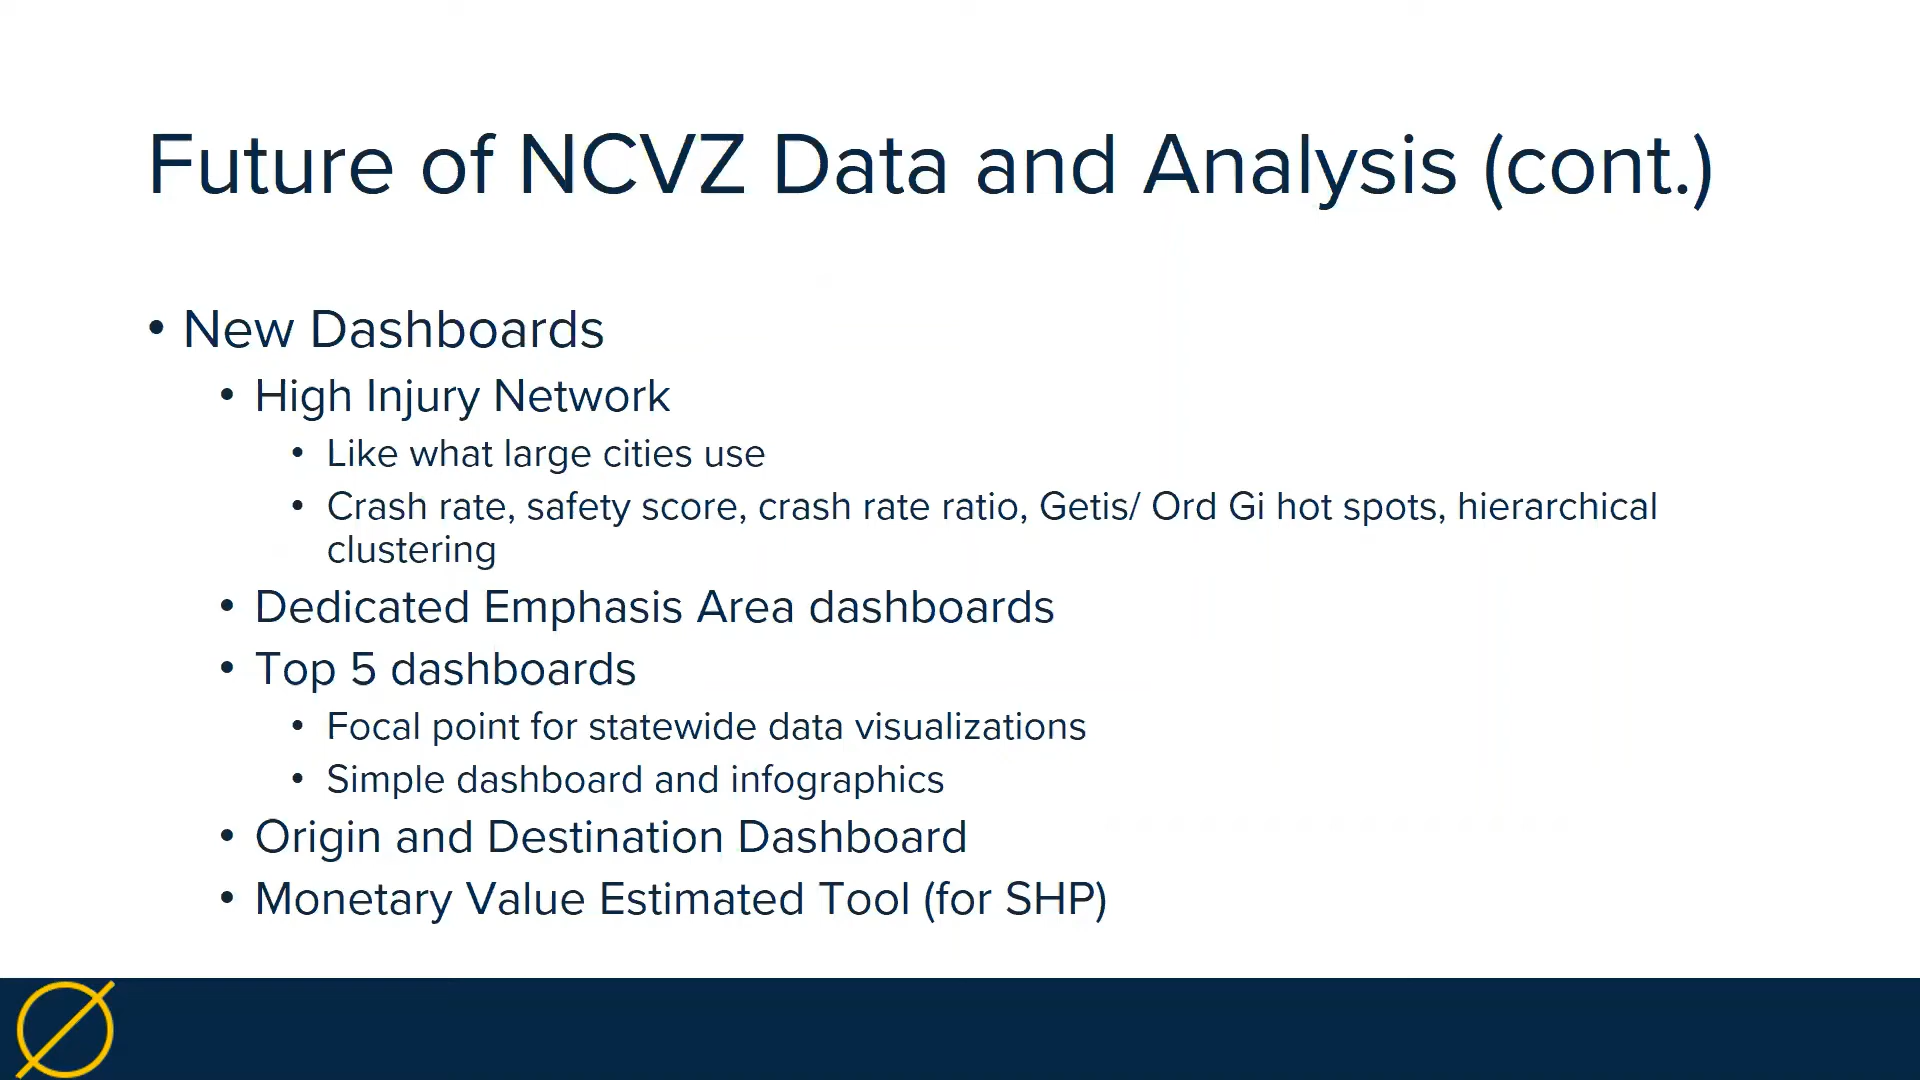 Future of NCVZ Data and Analysis (cont.)
• New Dashboards
• High Injury Network
• Like what large cities use
• Crash rate, safety score, crash rate ratio, Getis/ Ord Gi hot spots, hierarchical
clustering
• Dedicated Emphasis Area dashboards
• Top 5 dashboards
• Focal point for statewide data visualizations
• Simple dashboard and infographics
• Origin and Destination Dashboard
• Monetary Value Estimated Tool (for SHP)